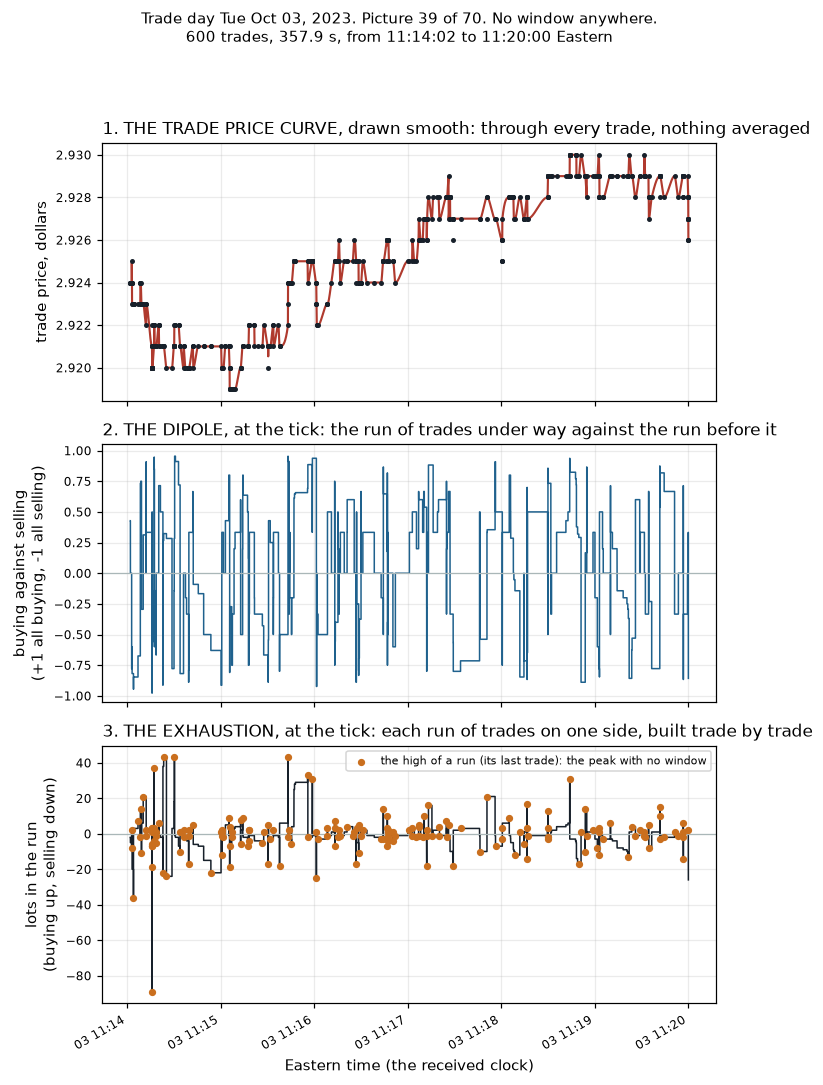 Trade day Tue Oct 03, 2023. Picture 39 of 70. No window anywhere.
600 trades, 357.9 s, from 11:14:02 to 11:20:00 Eastern
1. THE TRADE PRICE CURVE, drawn smooth: through every trade, nothing averaged
trade price, dollars
2.930
2.928
2.926
2.924
2.922
2.920
2. THE DIPOLE, at the tick: the run of trades under way against the run before it
buying against selling
(+1 all buying, -1 all selling)
1.00
0.75
0.50
0.25
0.00
−0.25
−0.50
−0.75
−1.00
3. THE EXHAUSTION, at the tick: each run of trades on one side, built trade by trade
the high of a run (its last trade): the peak with no window
lots in the run
(buying up, selling down)
40
20
0
−20
−40
−60
−80
03 11:14
03 11:15
03 11:16
03 11:17
03 11:18
03 11:19
03 11:20
Eastern time (the received clock)